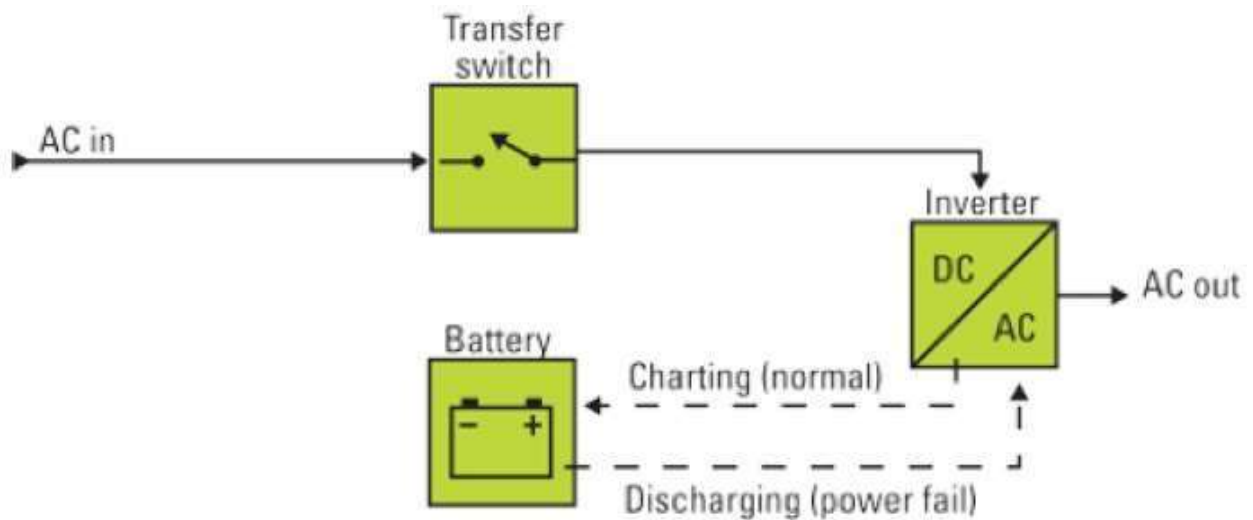 Transfer
switch
AC in
Inverter
DC
AC
AC out
Battery
- +
Charting (normal)
Discharging (power fail)